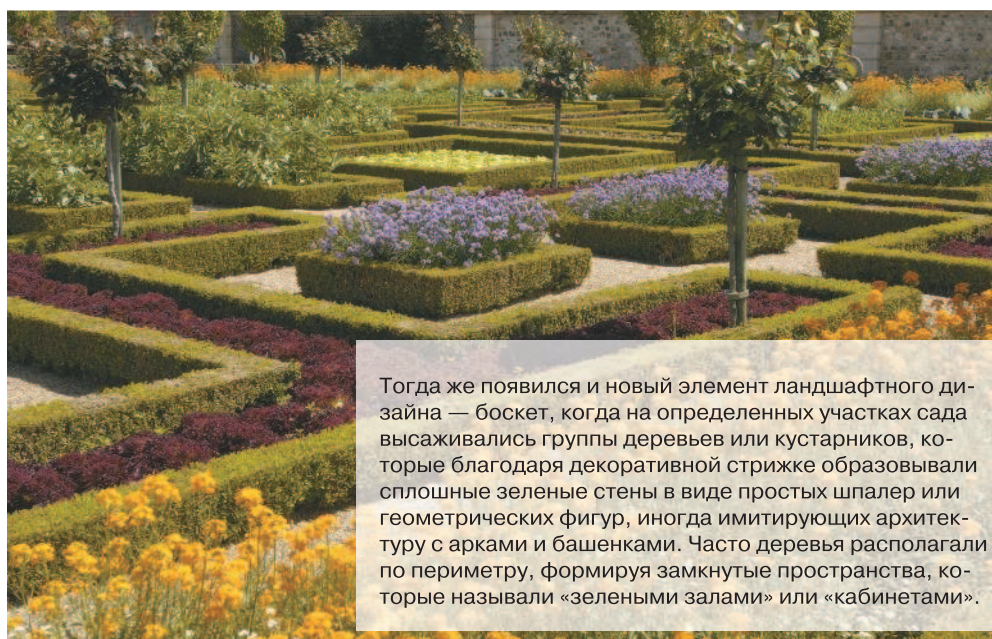 Тогда же появился и новый элемент ландшафтного ди-
зайна — боскет, когда на определенных участках сада
высаживались группы деревьев или кустарников, ко-
торые благодаря декоративной стрижке образовывали
сплошные зеленые стены в виде простых шпалер или
геометрических фигур, иногда имитирующих архитек-
туру с арками и башенками. Часто деревья располагали
по периметру, формируя замкнутые пространства, ко-
торые называли «зелеными залами» или «кабинетами».